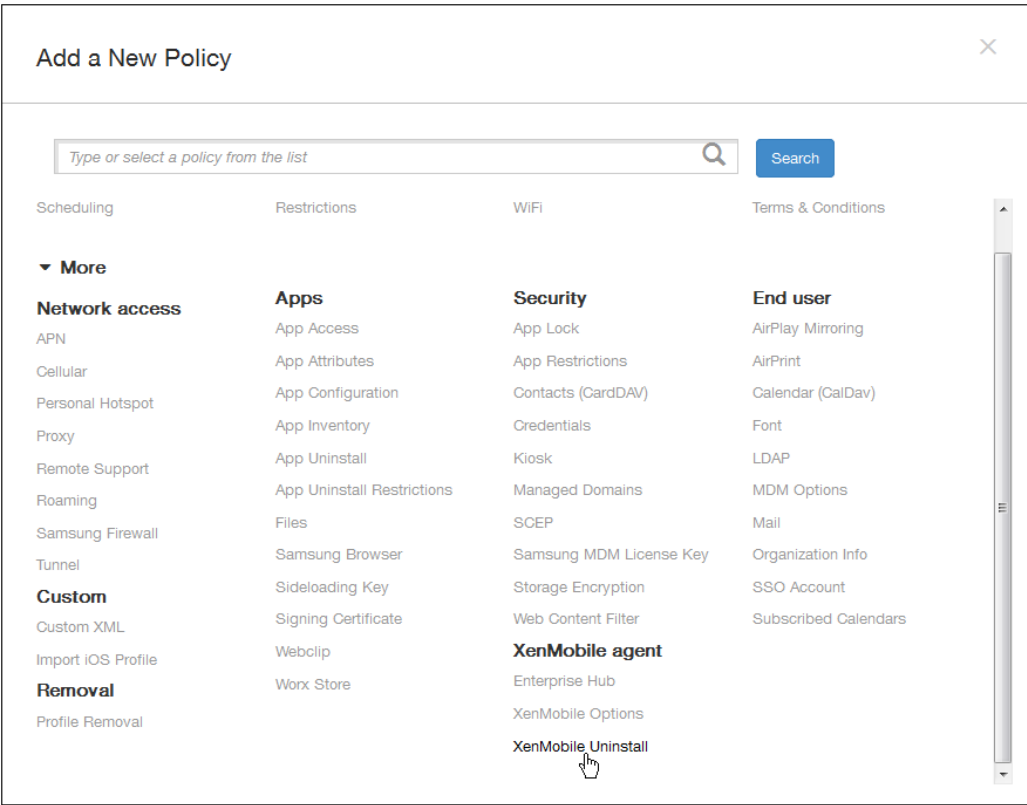 Add a New Policy
Type or select a policy from the list
Search
Scheduling
Restrictions
WiFi
Terms & Conditions
More
Network access
APN
Cellular
Personal Hotspot
Proxy
Remote Support
Roaming
Samsung Firewall
Tunnel
Custom
Custom XML
Import iOS Profile
Removal
Profile Removal
Apps
App Access
App Attributes
App Configuration
App Inventory
App Uninstall
App Uninstall Restrictions
Files
Samsung Browser
Sideloading Key
Signing Certificate
Webclip
Worx Store
Security
App Lock
App Restrictions
Contacts (CardDAV)
Credentials
Kiosk
Managed Domains
SCEP
Samsung MDM License Key
Storage Encryption
Web Content Filter
XenMobile agent
Enterprise Hub
XenMobile Options
XenMobile Uninstall
End user
AirPlay Mirroring
AirPrint
Calendar (CalDav)
Font
LDAP
MDM Options
Mail
Organization Info
SSO Account
Subscribed Calendars